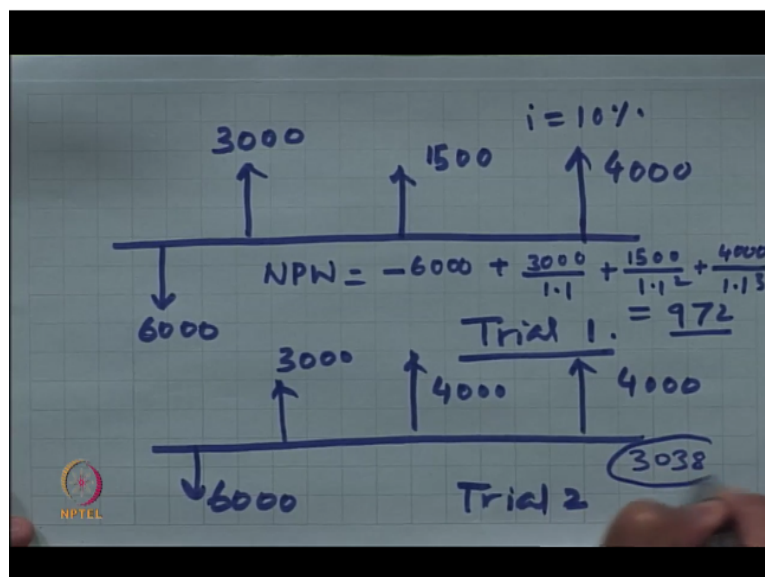 i = 10%.
3000
1500
4000
6000
NPW = -6000 + 3000/1.1 + 1500/1.1² + 4000/1.1³
= 972
Trial 1.
3000
4000
4000
6000
3038
Trial 2
NPTEL